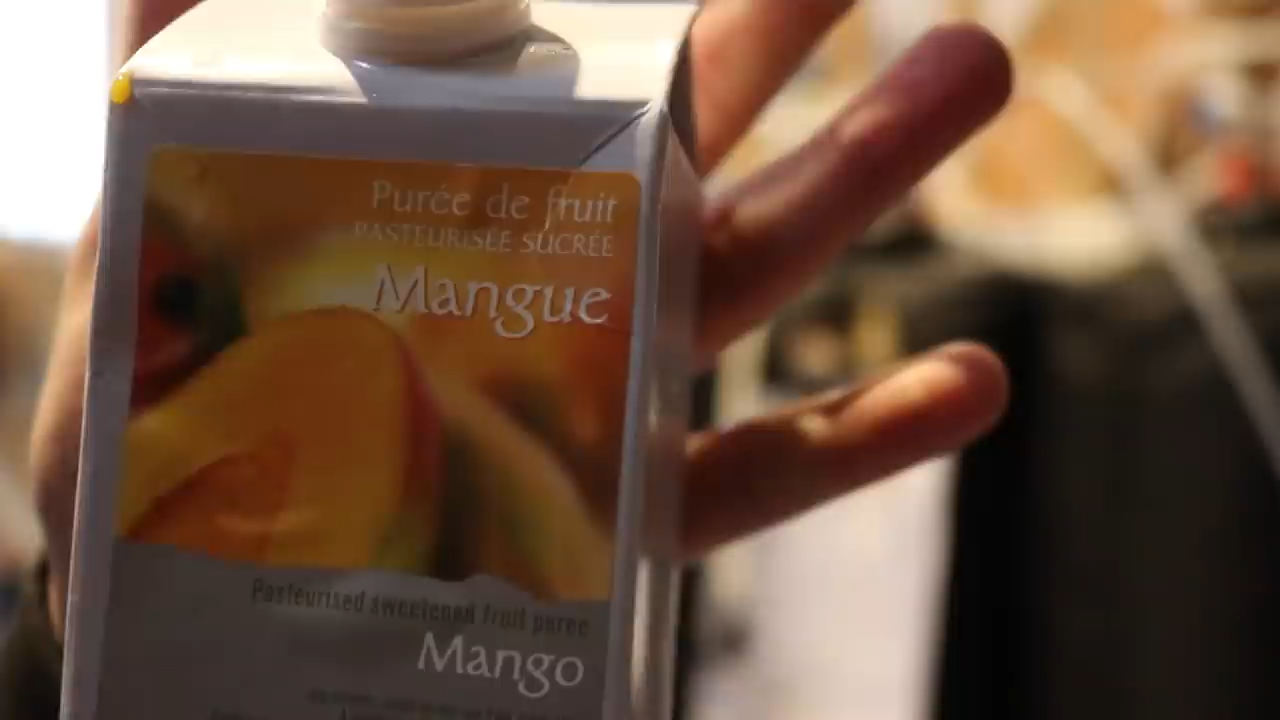 Purée de fruit
PASTEURISÉE SUCRÉE
Mangue
Pasteurised sweetened fruit puree
Mango